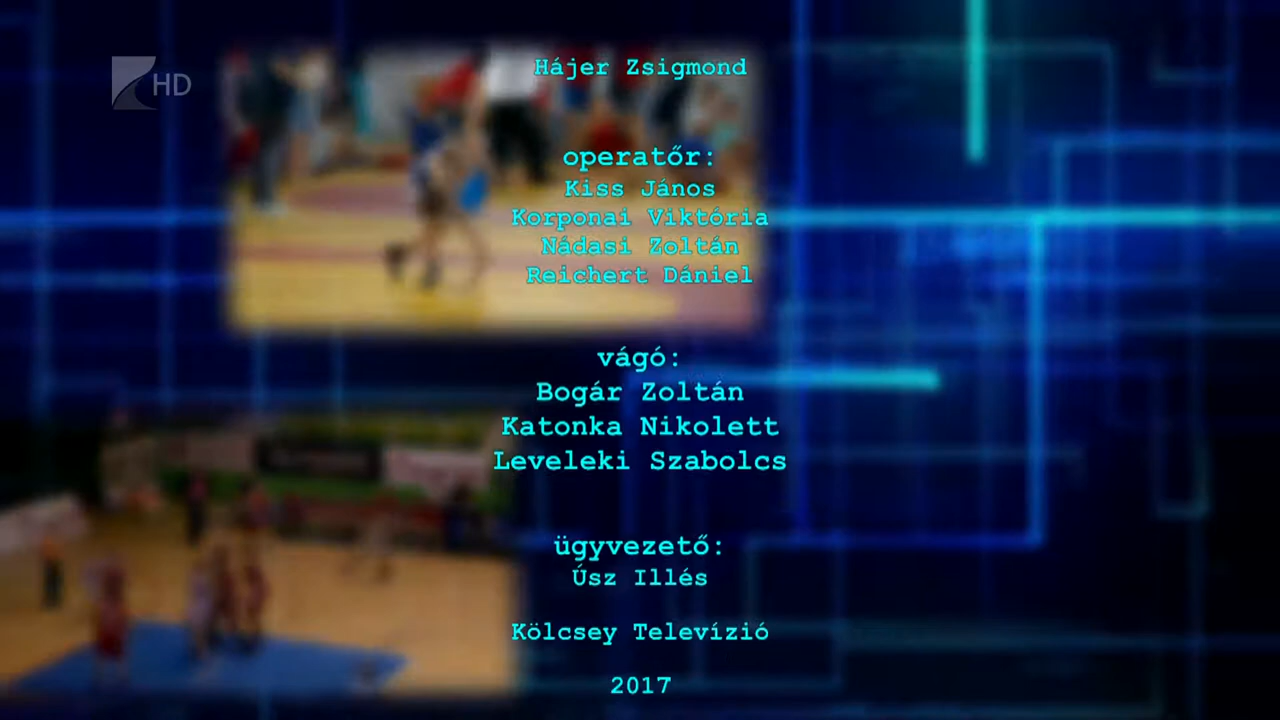 HD
Hájer Zsigmond
operatőr:
Kiss János
Korponai Viktória
Nádasi Zoltán
Reichert Dániel
vágó:
Bogár Zoltán
Katonka Nikolett
Leveleki Szabolcs
ügyvezető:
Úsz Illés
Kölcsey Televízió
2017